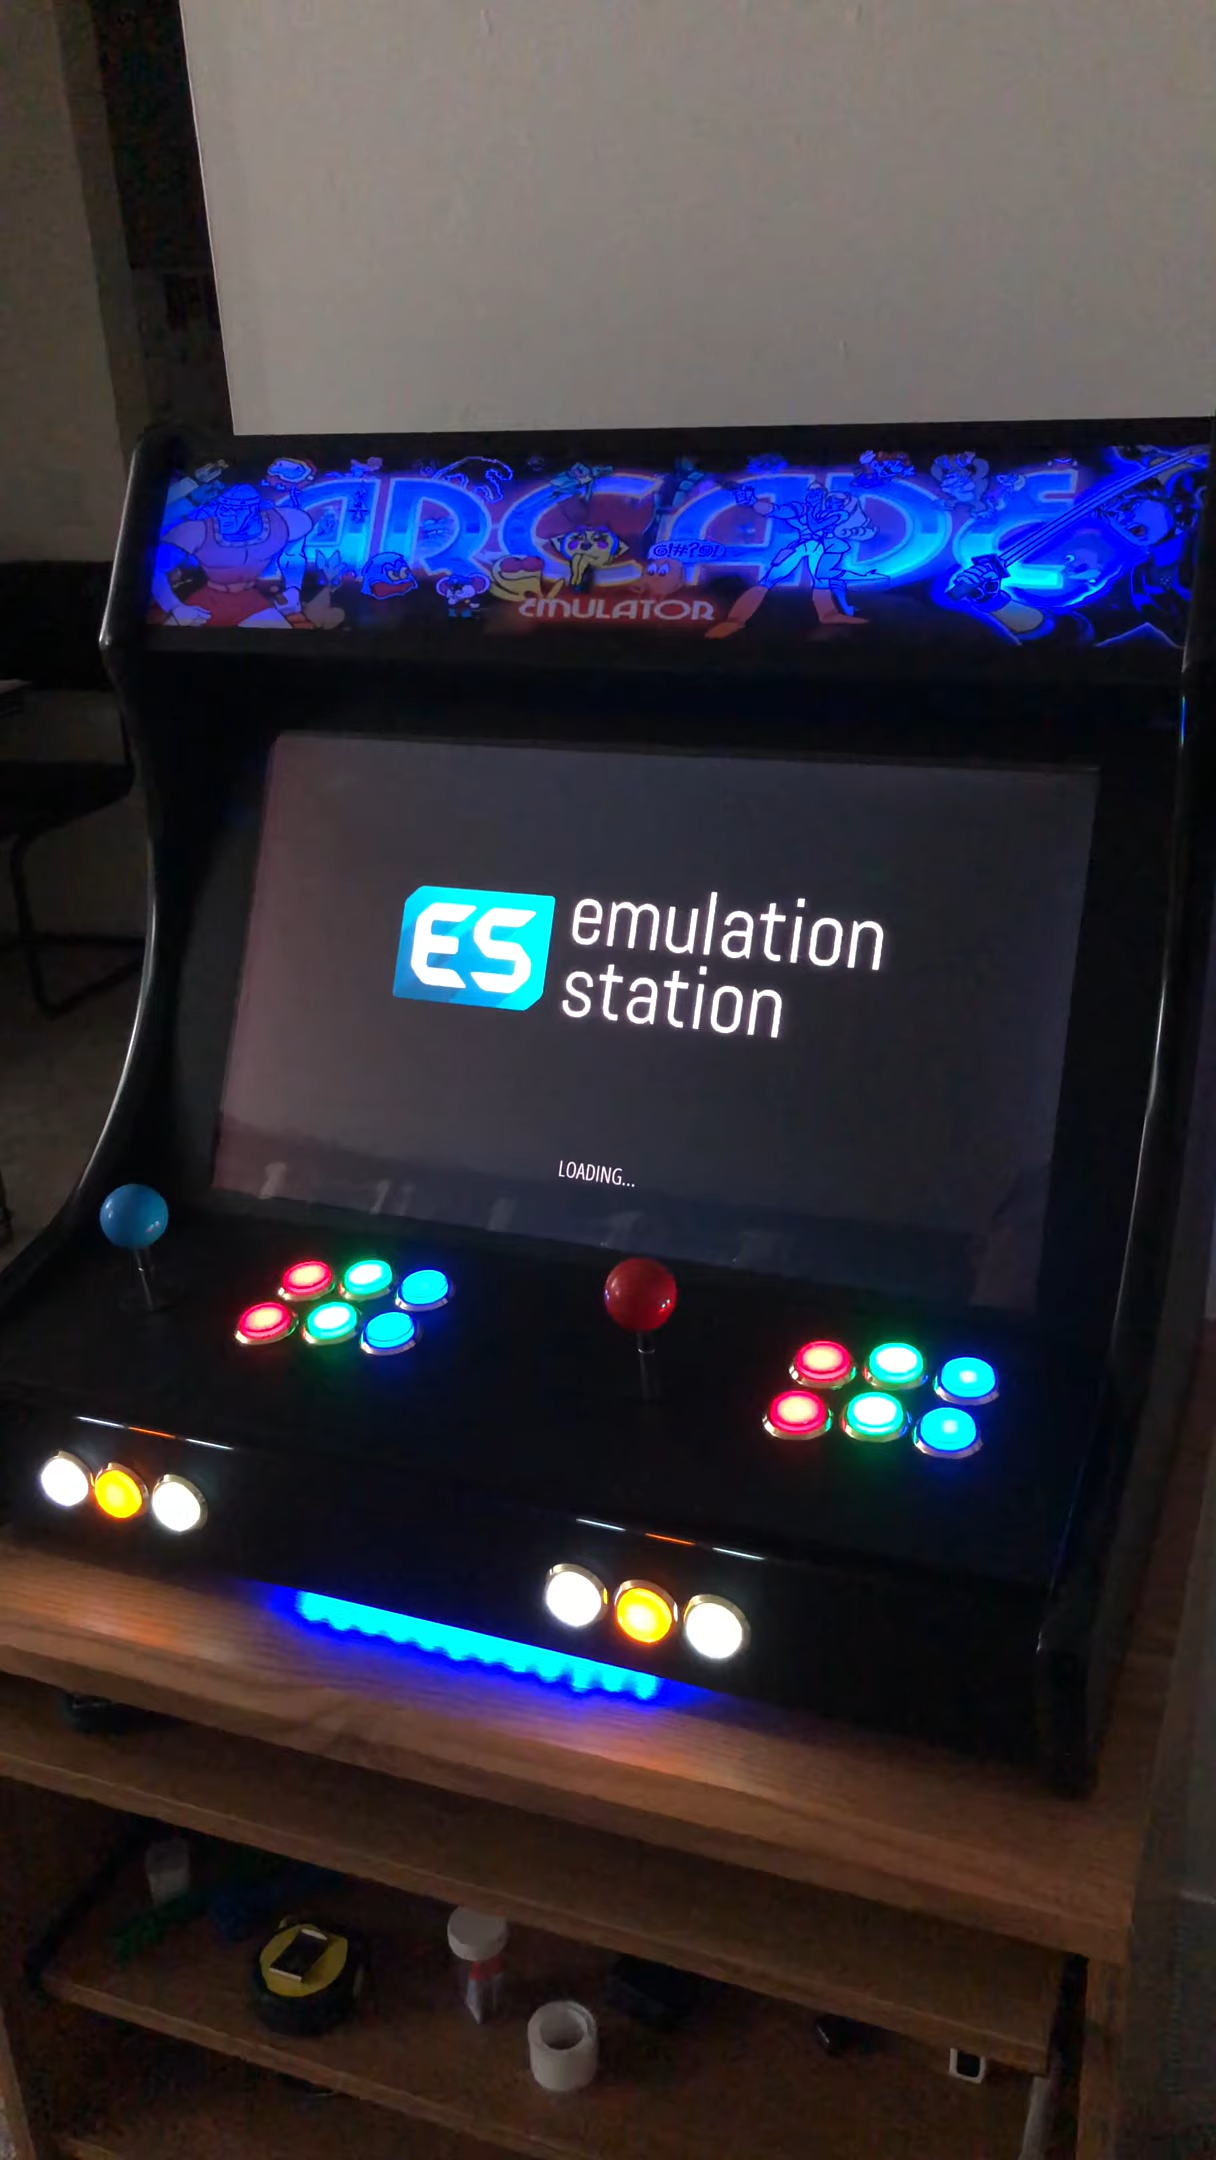 ARCADE
@!#?@!
EMULATOR
ES
emulation
station
LOADING...